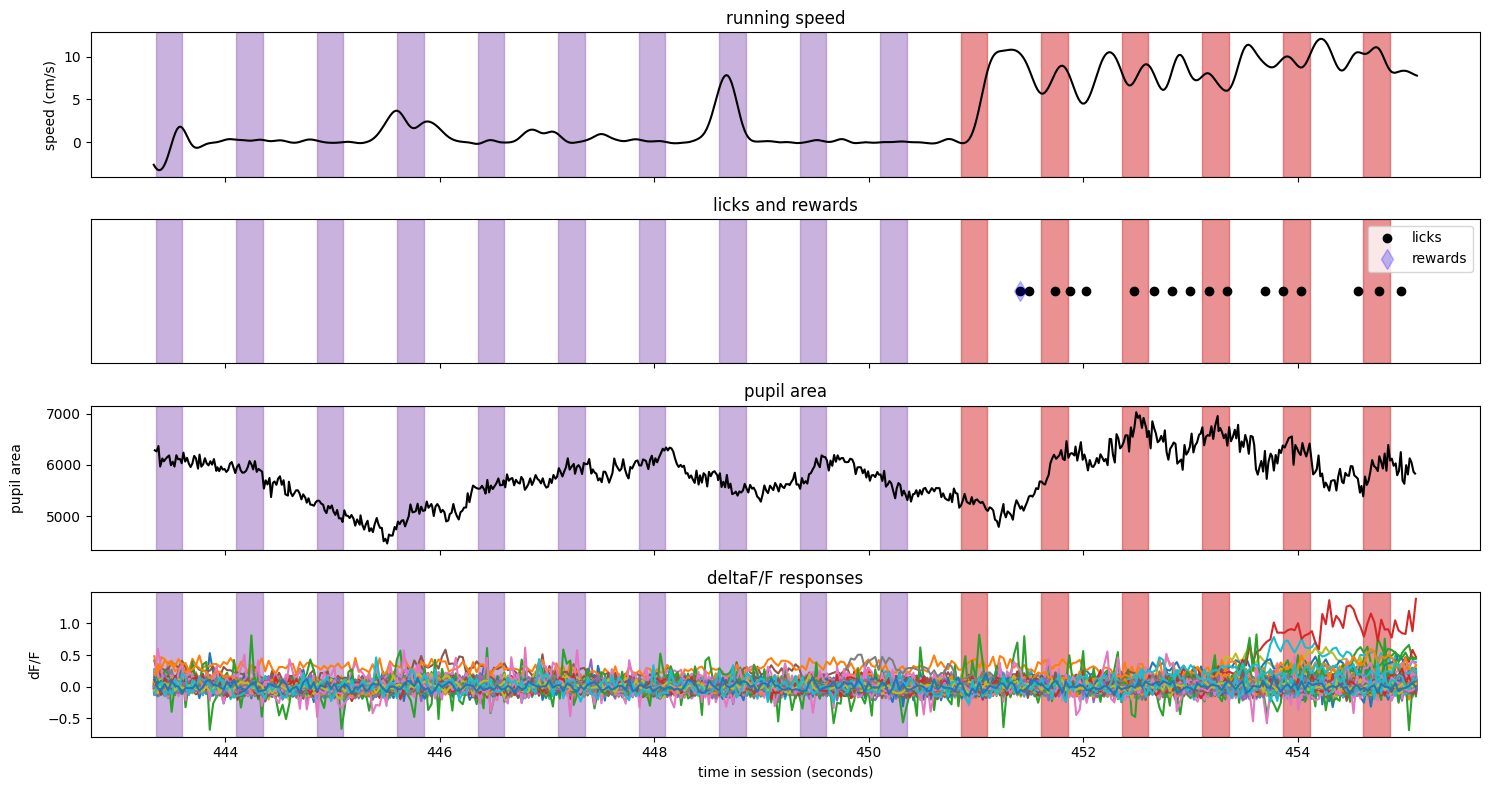 running speed
speed (cm/s)
10
5
0
licks and rewards
licks
rewards
pupil area
pupil area
7000
6000
5000
deltaF/F responses
dF/F
1.0
0.5
0.0
−0.5
444 446 448 450 452 454
time in session (seconds)